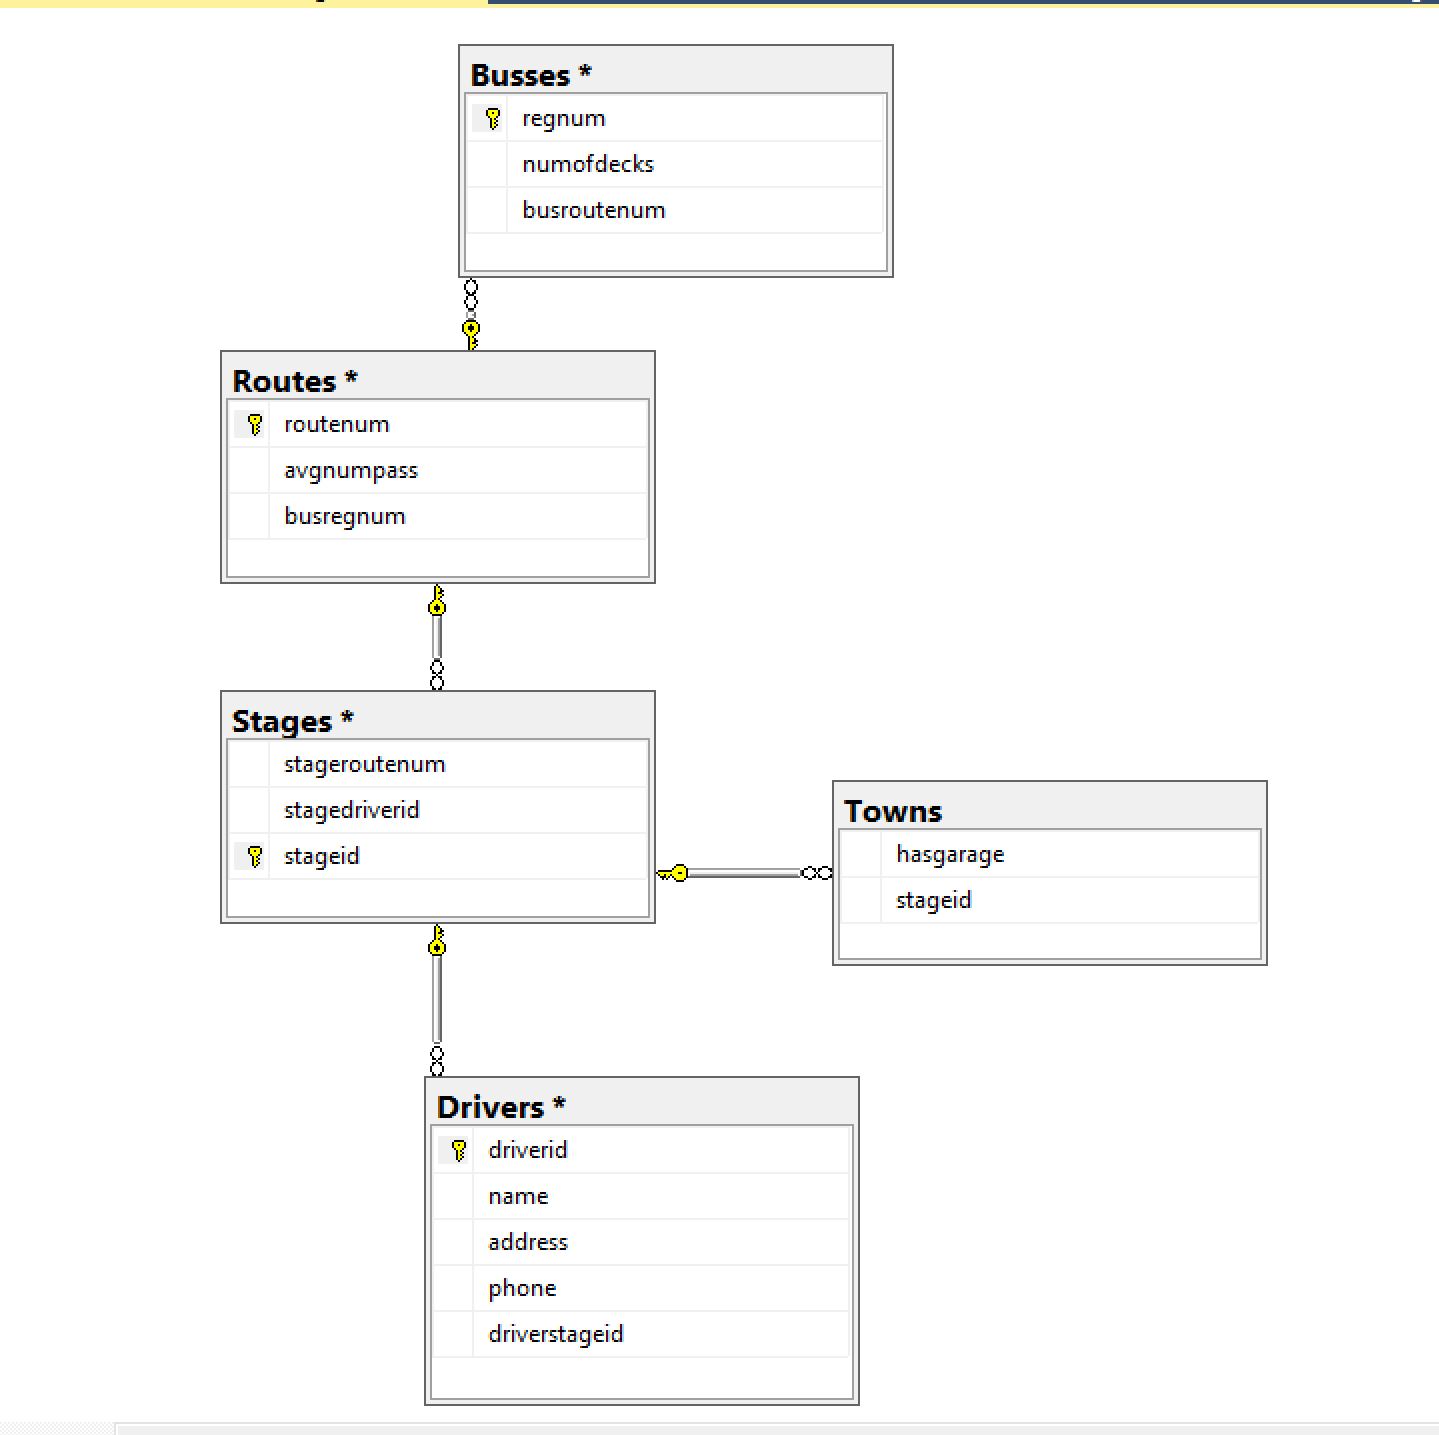 Busses *
regnum
numofdecks
busroutenum
Routes *
routenum
avgnumpass
busregnum
Stages *
stageroutenum
stagedriverid
stageid
Towns
hasgarage
stageid
Drivers *
driverid
name
address
phone
driverstageid